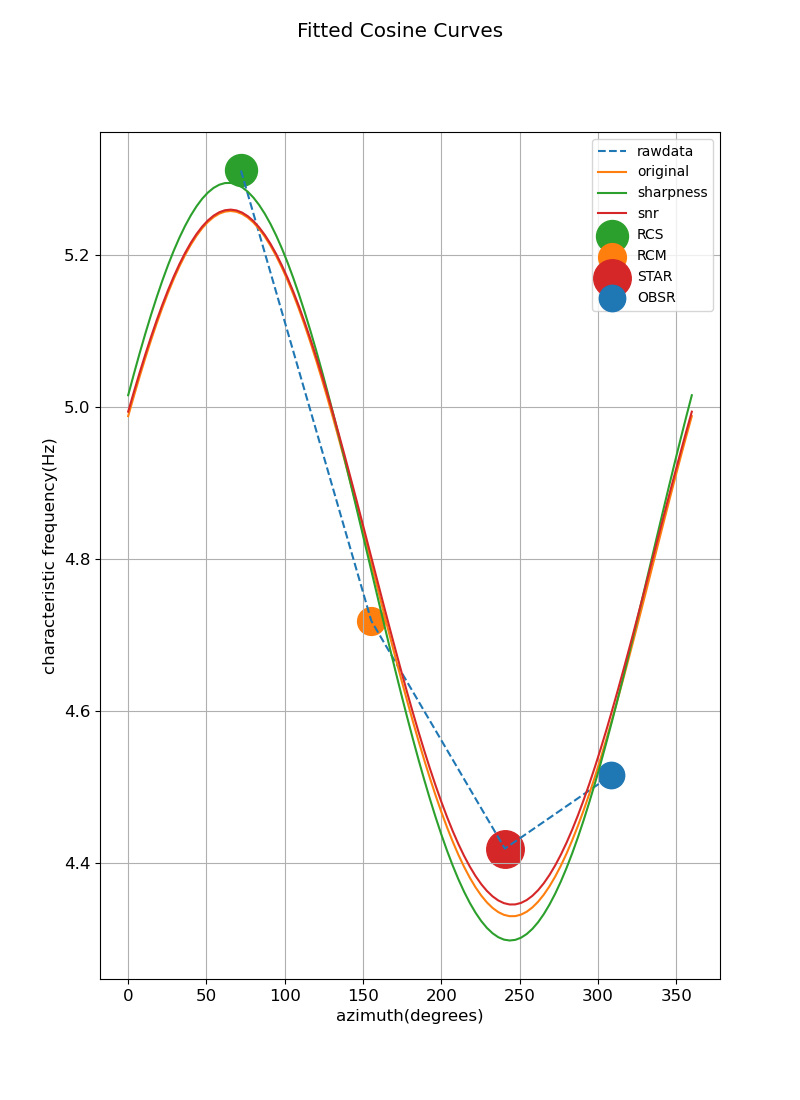 Fitted Cosine Curves
rawdata
original
sharpness
snr
RCS
RCM
STAR
OBSR
5.2
5.0
4.8
4.6
4.4
characteristic frequency(Hz)
0 50 100 150 200 250 300 350
azimuth(degrees)